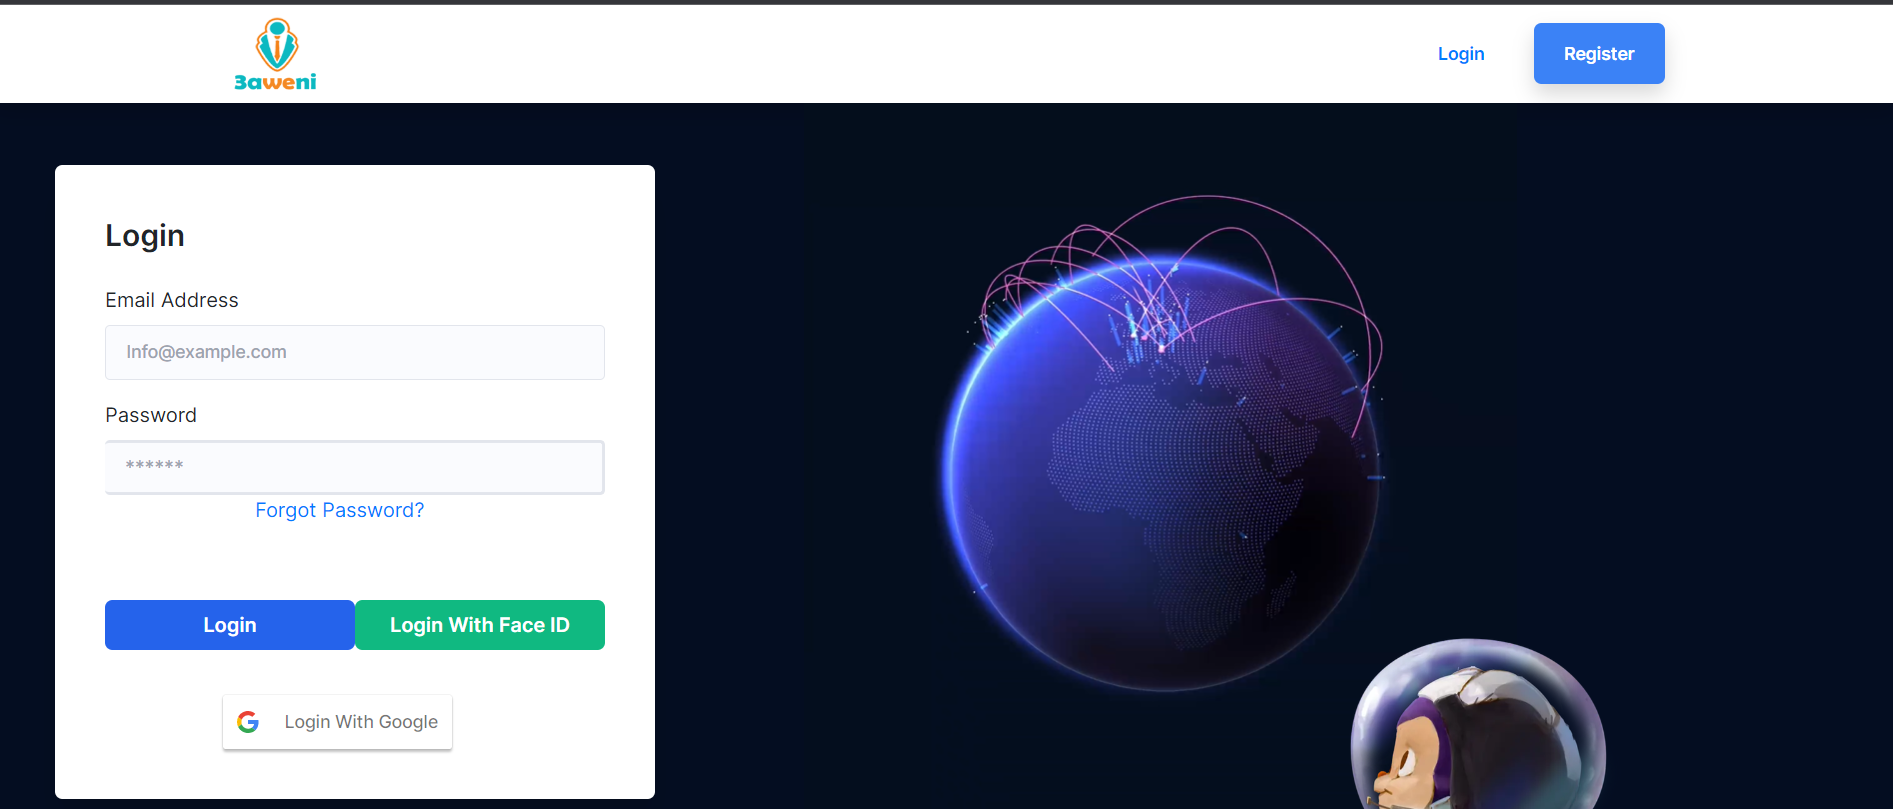 3aweni
Login
Register
Login
Email Address
Info@example.com
Password
******
Forgot Password?
Login
Login With Face ID
Login With Google